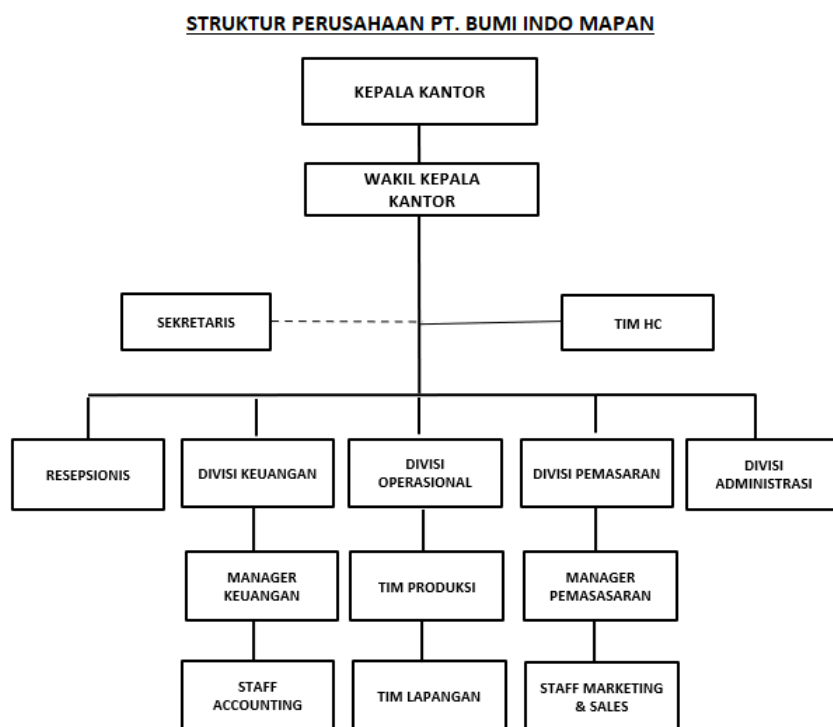 STRUKTUR PERUSAHAAN PT. BUMI INDO MAPAN
KEPALA KANTOR
WAKIL KEPALA
KANTOR
SEKRETARIS
TIM HC
RESEPSIONIS
DIVISI KEUANGAN
DIVISI
OPERASIONAL
DIVISI PEMASARAN
DIVISI
ADMINISTRASI
MANAGER
KEUANGAN
TIM PRODUKSI
MANAGER
PEMASASARAN
STAFF
ACCOUNTING
TIM LAPANGAN
STAFF MARKETING
& SALES